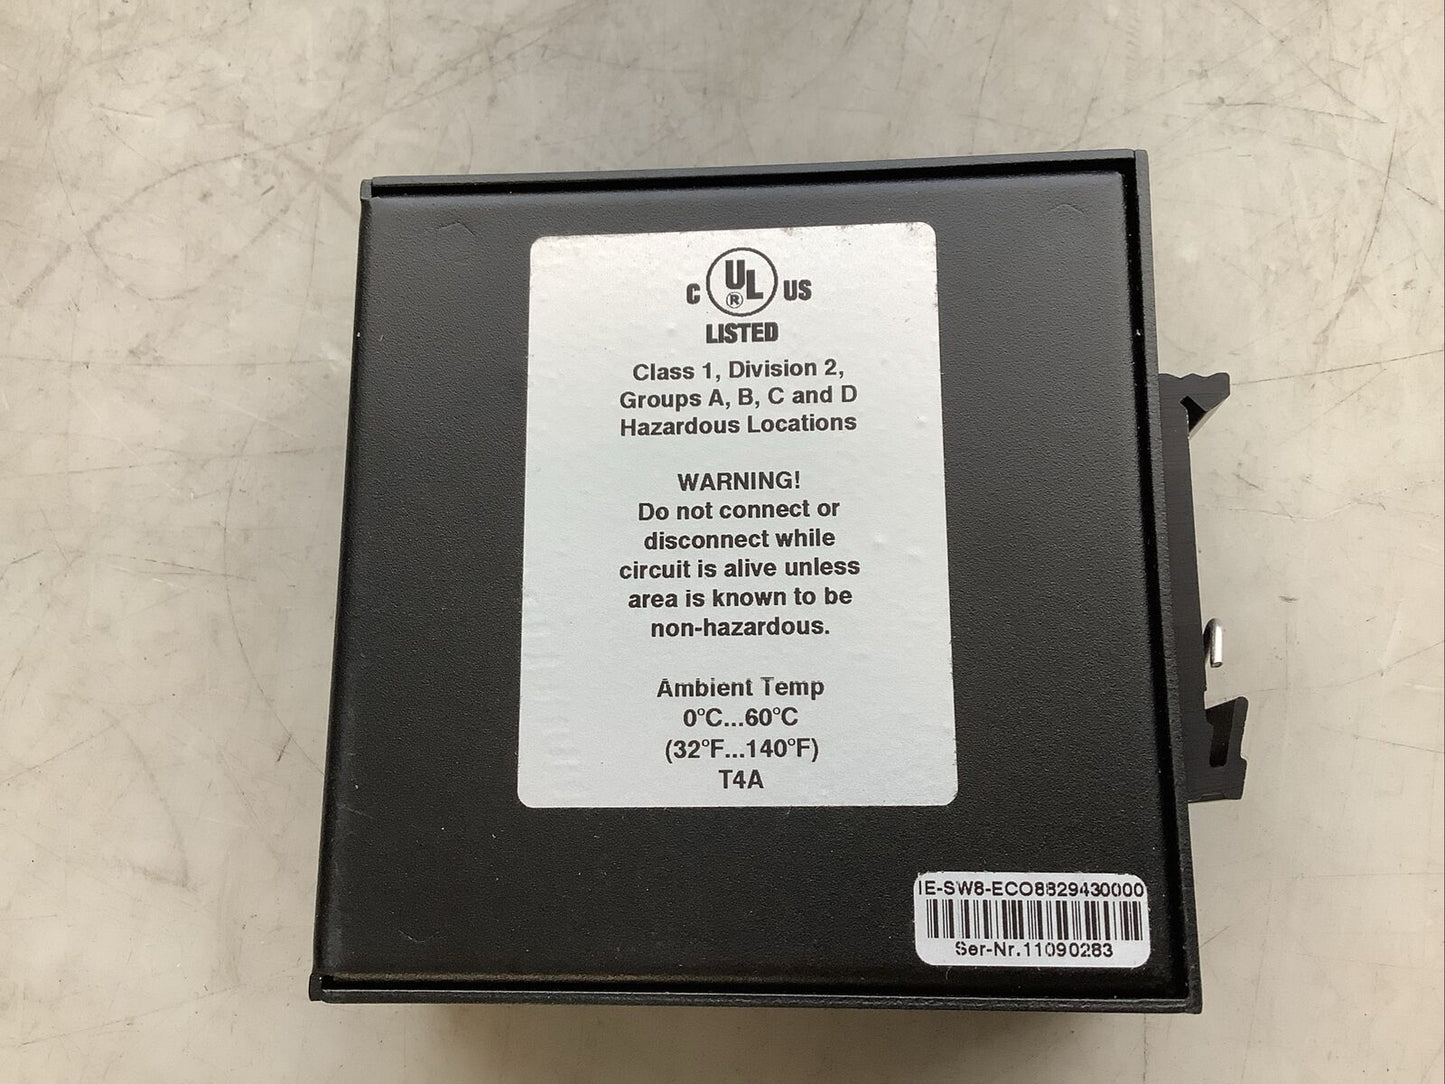 C UL® US
LISTED
Class 1, Division 2,
Groups A, B, C and D
Hazardous Locations
WARNING!
Do not connect or
disconnect while
circuit is alive unless
area is known to be
non-hazardous.
Ambient Temp
0°C...60°C
(32°F...140°F)
T4A
IE-SW8-ECO8829430000
Ser-Nr.11090283